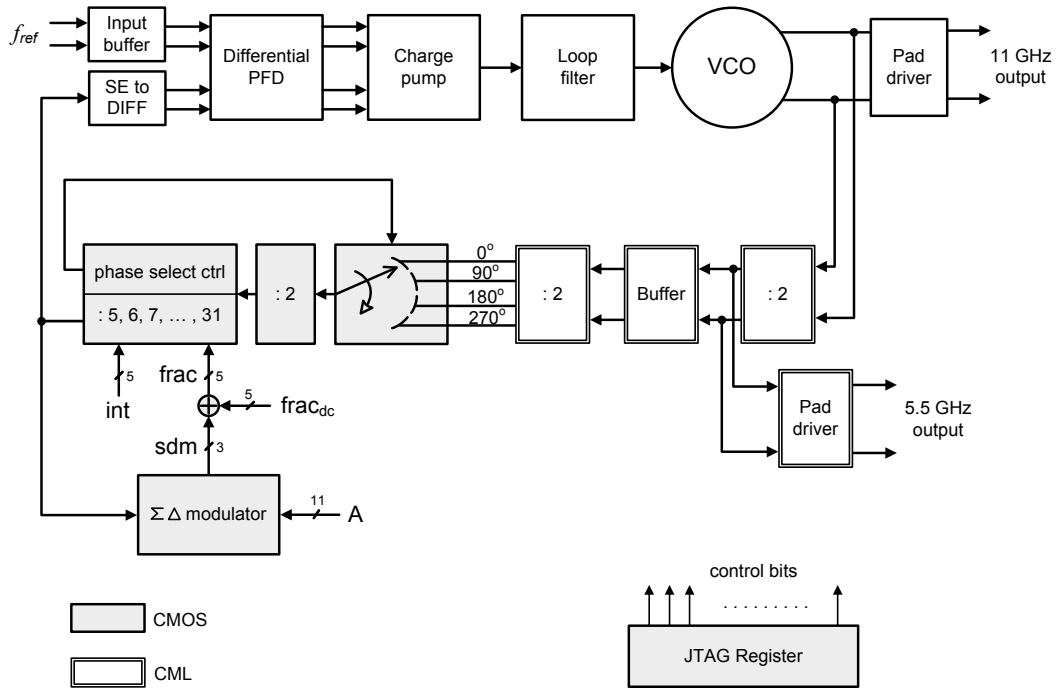 f_ref
Input
buffer
Differential
PFD
Charge
pump
Loop
filter
VCO
Pad
driver
11 GHz
output
SE to
DIFF
phase select ctrl
: 5, 6, 7, … , 31
: 2
0°
90°
180°
270°
: 2
Buffer
: 2
5
int
frac
5
5
frac_dc
sdm
3
Pad
driver
5.5 GHz
output
Σ Δ modulator
11
A
control bits
. . . . . . . . .
CMOS
CML
JTAG Register